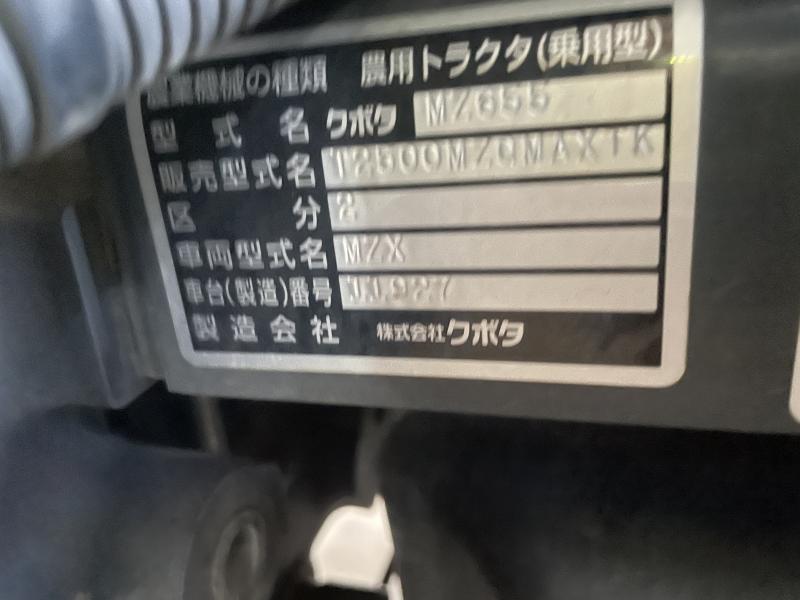 農業機械の種類 農用トラクタ(乗用型)
型式名 クボタ MZ655
販売型式名 T2500MZQMAXTK
区分 2
車両型式名 MZX
車台(製造)番号 11927
製造会社 株式会社クボタ